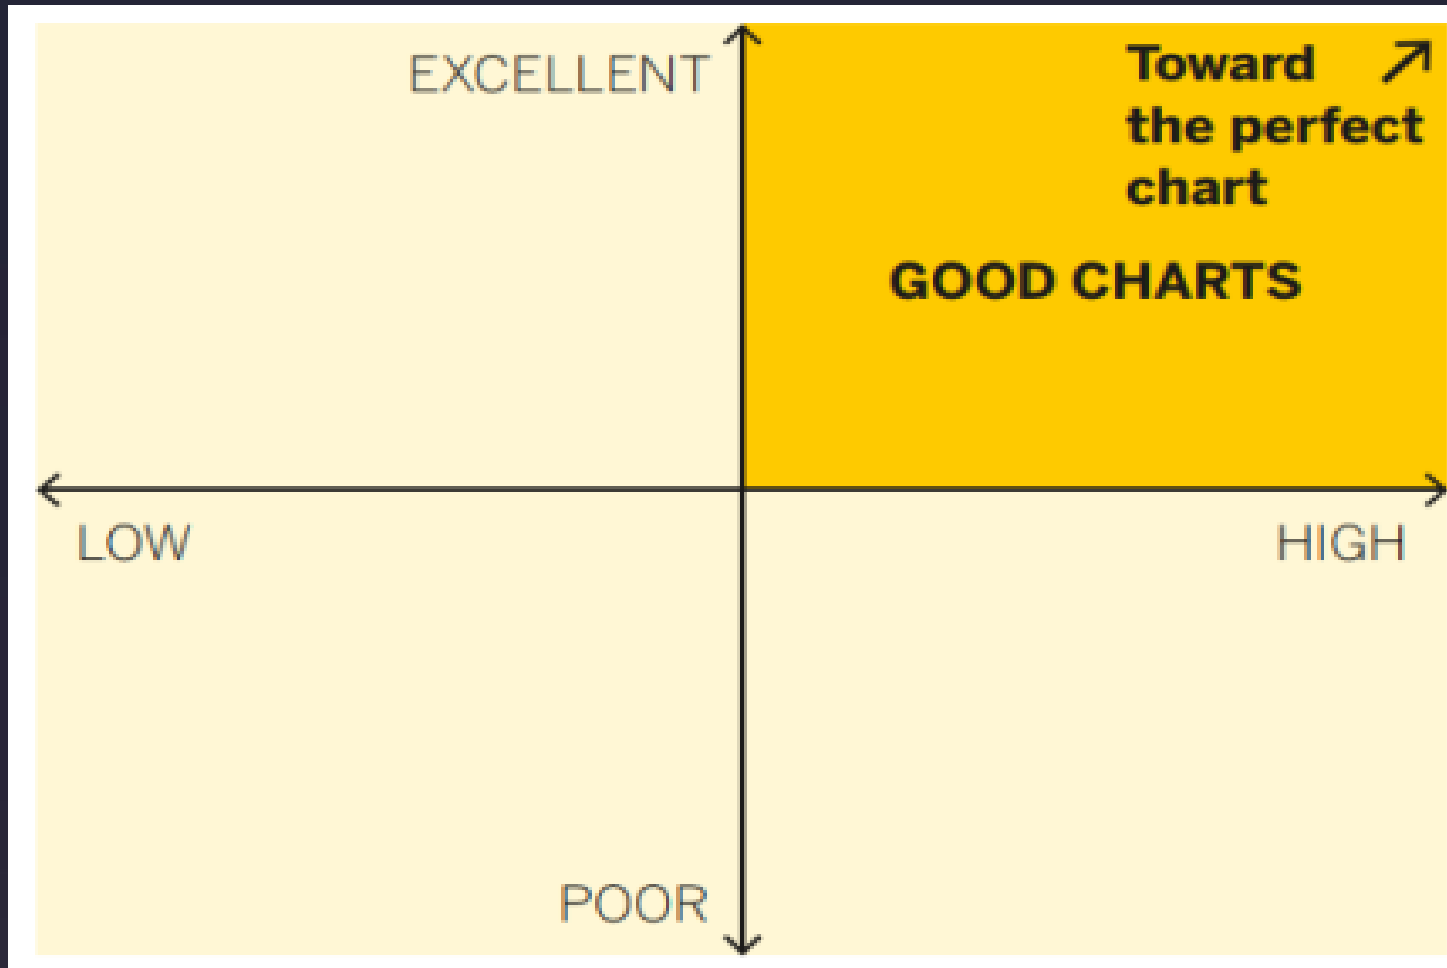 EXCELLENT
Toward
the perfect
chart
GOOD CHARTS
LOW
HIGH
POOR